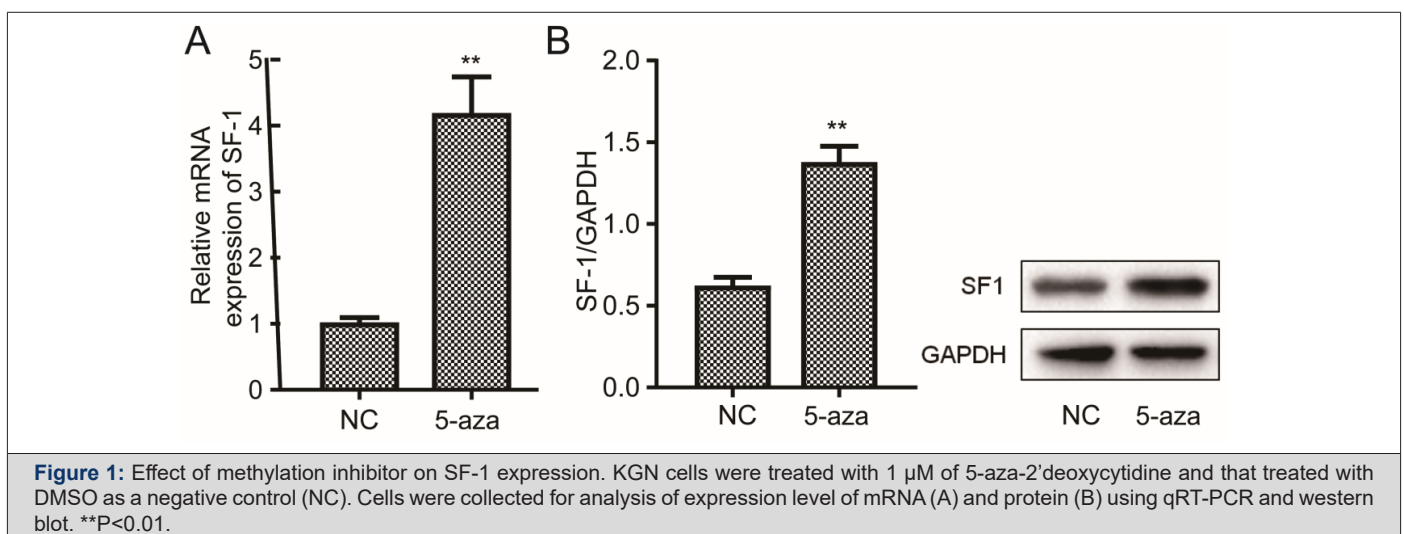 A
B
Relative mRNA
expression of SF-1
5
4
3
2
1
0
**
NC
5-aza
SF-1/GAPDH
2.0
1.5
1.0
0.5
0.0
**
NC
5-aza
SF1
GAPDH
NC
5-aza
Figure 1: Effect of methylation inhibitor on SF-1 expression. KGN cells were treated with 1 µM of 5-aza-2’deoxycytidine and that treated with
DMSO as a negative control (NC). Cells were collected for analysis of expression level of mRNA (A) and protein (B) using qRT-PCR and western
blot. **P<0.01.